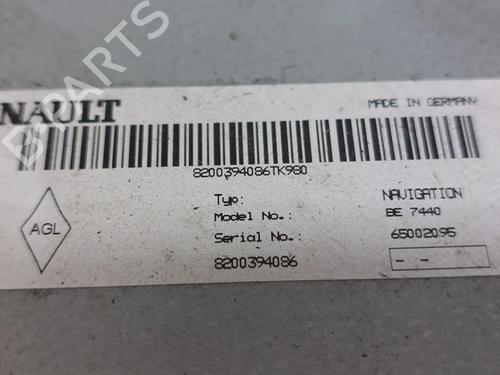 NAULT
MADE IN GERMANY
8200394086TK980
Typ: NAVIGATION
Model No.: BE 7440
Serial No.: 65002095
8200394086 - -
AGL
B-PARTS